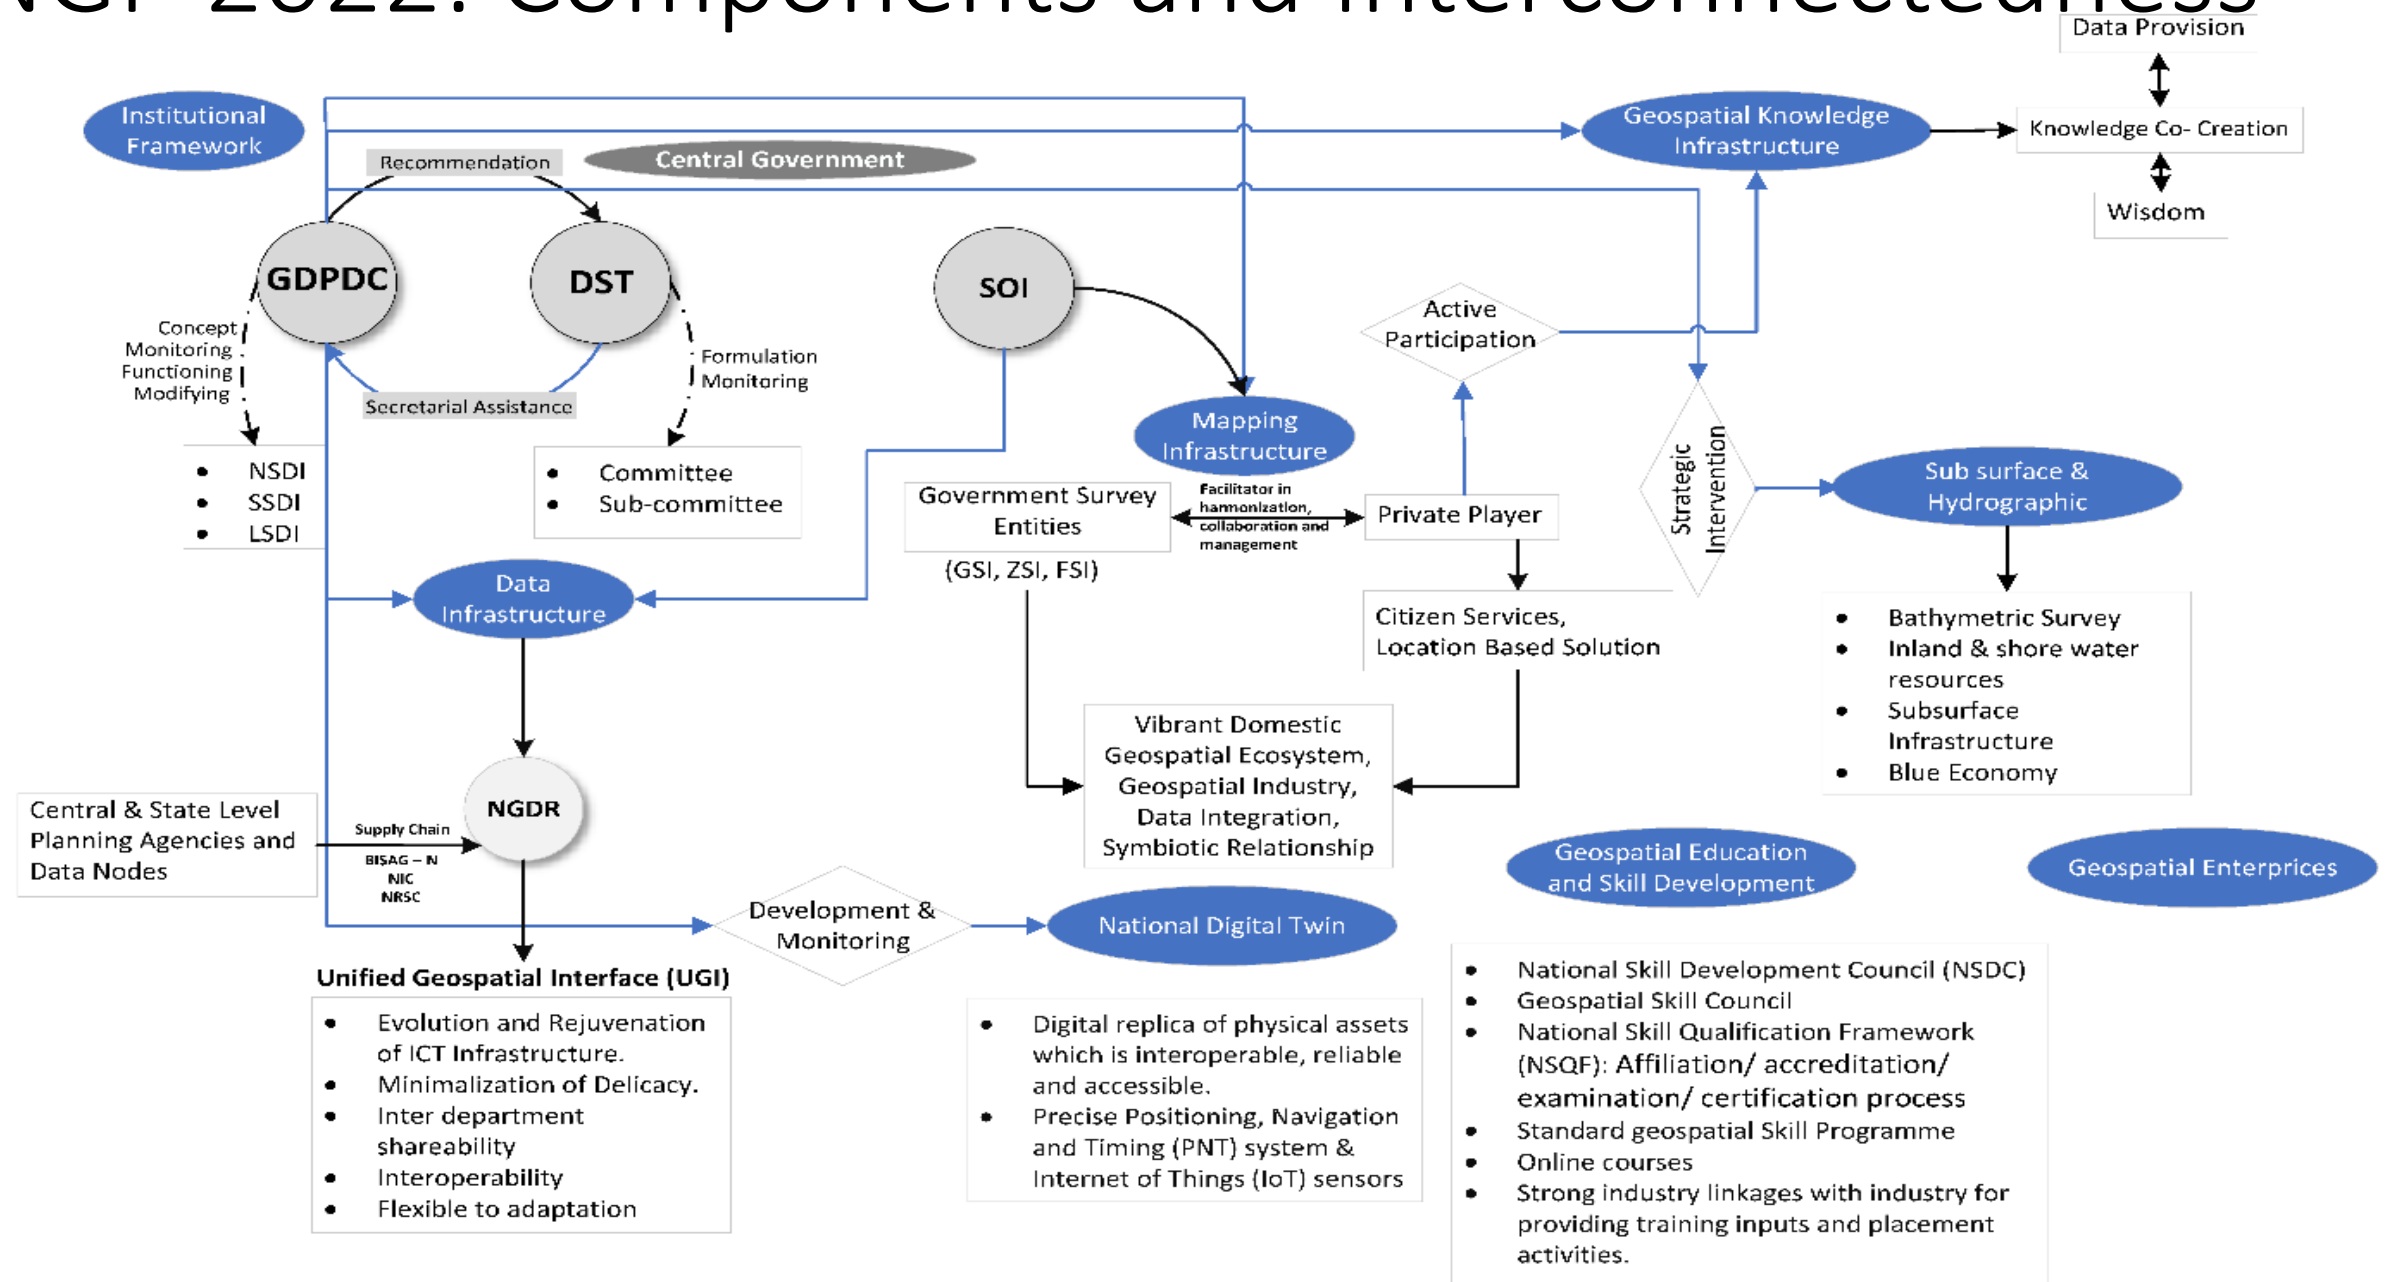 NGP 2022: Components and Interconnectedness
Data Provision
Institutional
Framework
Geospatial Knowledge
Infrastructure
Knowledge Co- Creation
Recommendation
Central Government
Wisdom
GDPDC
DST
SOI
Active
Participation
Concept
Monitoring
Functioning
Modifying
Formulation
Monitoring
Secretarial Assistance
Mapping
Infrastructure
Strategic
Intervention
Sub surface &
Hydrographic
• NSDI
• SSDI
• LSDI
• Committee
• Sub-committee
Government Survey
Entities
Facilitator in
harmonization,
collaboration and
management
Private Player
(GSI, ZSI, FSI)
Data
Infrastructure
Citizen Services,
Location Based Solution
• Bathymetric Survey
• Inland & shore water
resources
• Subsurface
Infrastructure
• Blue Economy
Vibrant Domestic
Geospatial Ecosystem,
Geospatial Industry,
Data Integration,
Symbiotic Relationship
Central & State Level
Planning Agencies and
Data Nodes
Supply Chain
BISAG – N
NIC
NRSC
NGDR
Geospatial Education
and Skill Development
Geospatial Enterprices
Development &
Monitoring
National Digital Twin
Unified Geospatial Interface (UGI)
• Evolution and Rejuvenation
of ICT Infrastructure.
• Minimalization of Delicacy.
• Inter department
shareability
• Interoperability
• Flexible to adaptation
• Digital replica of physical assets
which is interoperable, reliable
and accessible.
• Precise Positioning, Navigation
and Timing (PNT) system &
Internet of Things (IoT) sensors
• National Skill Development Council (NSDC)
• Geospatial Skill Council
• National Skill Qualification Framework
(NSQF): Affiliation/ accreditation/
examination/ certification process
• Standard geospatial Skill Programme
• Online courses
• Strong industry linkages with industry for
providing training inputs and placement
activities.